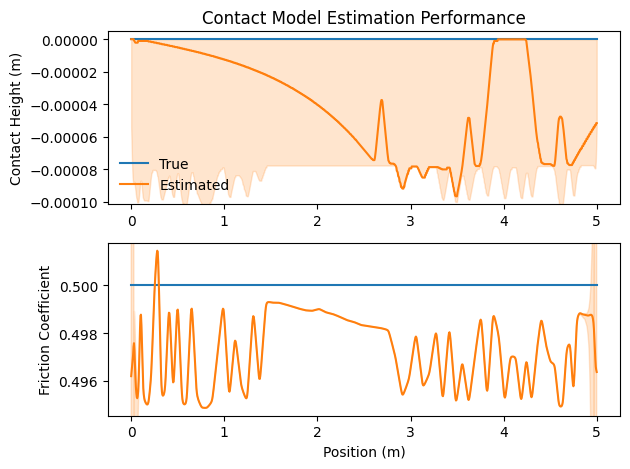 Contact Model Estimation Performance
Contact Height (m)
0.00000
−0.00002
−0.00004
−0.00006
−0.00008
−0.00010
True
Estimated
0 1 2 3 4 5
Friction Coefficient
0.500
0.498
0.496
0 1 2 3 4 5
Position (m)